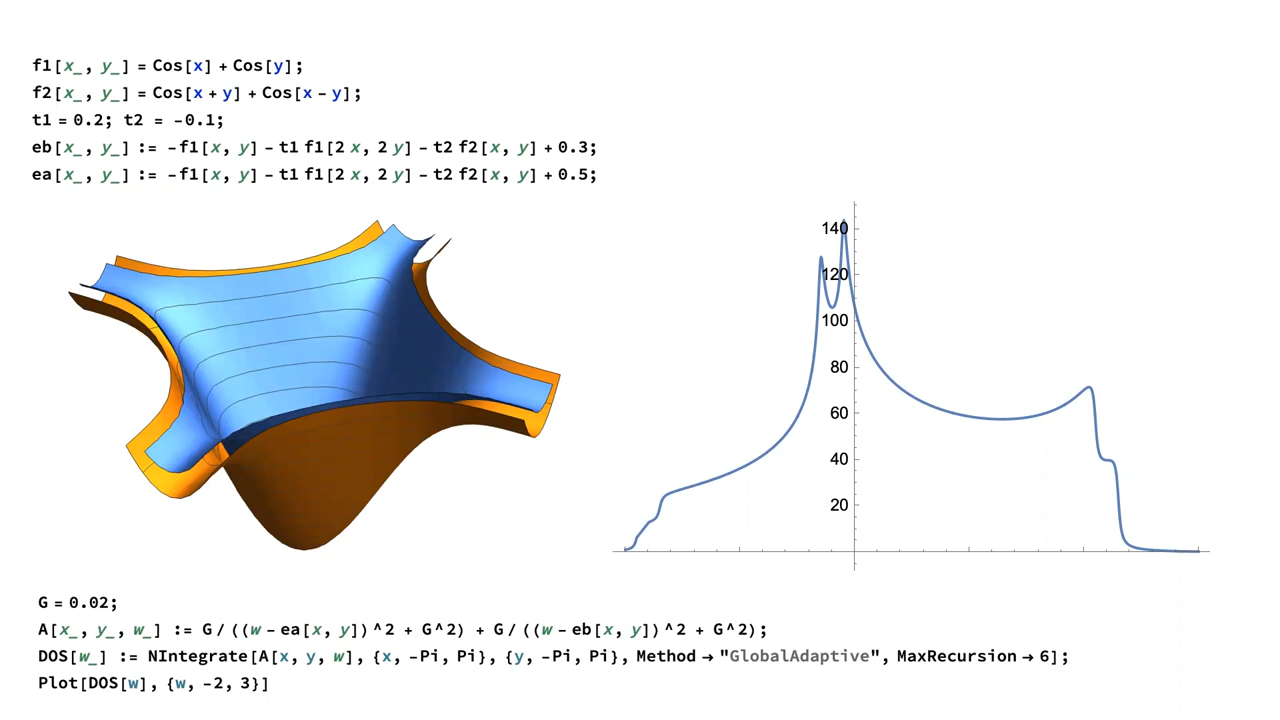 f1[x_, y_] = Cos[x] + Cos[y];
f2[x_, y_] = Cos[x + y] + Cos[x - y];
t1 = 0.2; t2 = -0.1;
eb[x_, y_] := -f1[x, y] - t1 f1[2 x, 2 y] - t2 f2[x, y] + 0.3;
ea[x_, y_] := -f1[x, y] - t1 f1[2 x, 2 y] - t2 f2[x, y] + 0.5;
140
120
100
80
60
40
20
G = 0.02;
A[x_, y_, w_] := G / ((w - ea[x, y])^2 + G^2) + G / ((w - eb[x, y])^2 + G^2);
DOS[w_] := NIntegrate[A[x, y, w], {x, -Pi, Pi}, {y, -Pi, Pi}, Method → "GlobalAdaptive", MaxRecursion → 6];
Plot[DOS[w], {w, -2, 3}]